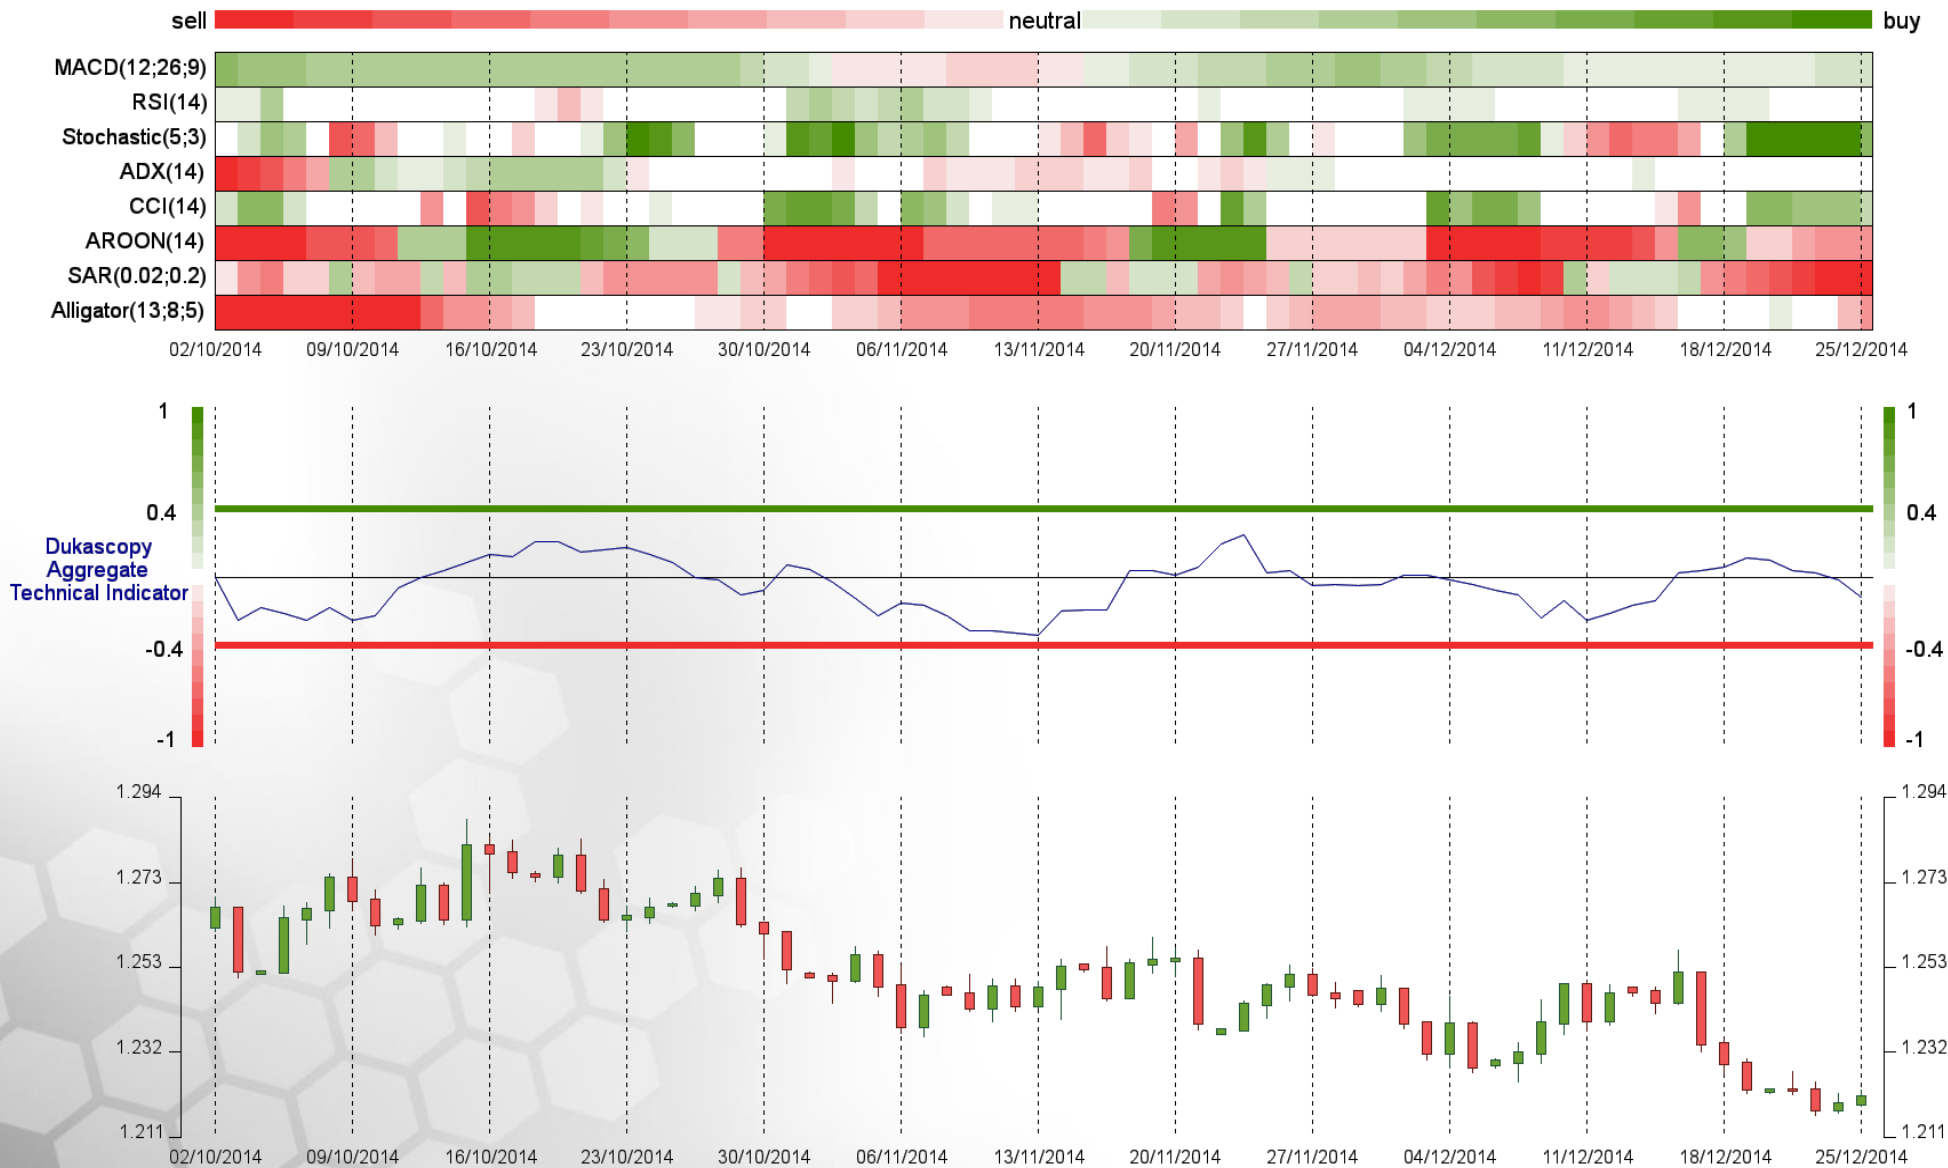 sell neutral buy
MACD(12;26;9)
RSI(14)
Stochastic(5;3)
ADX(14)
CCI(14)
AROON(14)
SAR(0.02;0.2)
Alligator(13;8;5)
02/10/2014 09/10/2014 16/10/2014 23/10/2014 30/10/2014 06/11/2014 13/11/2014 20/11/2014 27/11/2014 04/12/2014 11/12/2014 18/12/2014 25/12/2014
1 1
0.4 0.4
Dukascopy
Aggregate
Technical Indicator
-0.4 -0.4
-1 -1
1.294 1.294
1.273 1.273
1.253 1.253
1.232 1.232
1.211 1.211
02/10/2014 09/10/2014 16/10/2014 23/10/2014 30/10/2014 06/11/2014 13/11/2014 20/11/2014 27/11/2014 04/12/2014 11/12/2014 18/12/2014 25/12/2014